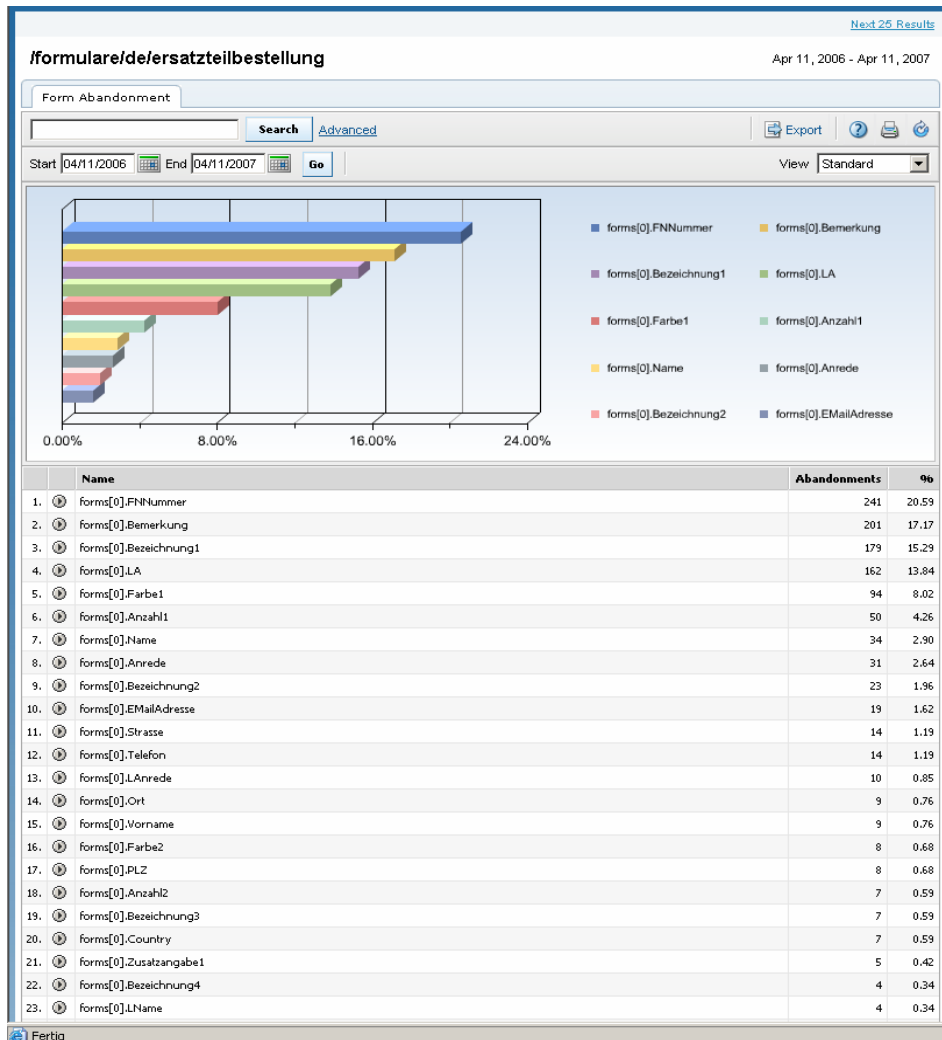 Next 25 Results
/formulare/de/ersatzteilbestellung Apr 11, 2006 - Apr 11, 2007
Form Abandonment
Search Advanced Export
Start 04/11/2006 End 04/11/2007 Go View Standard
forms[0].FNNummer forms[0].Bemerkung
forms[0].Bezeichnung1 forms[0].LA
forms[0].Farbe1 forms[0].Anzahl1
forms[0].Name forms[0].Anrede
forms[0].Bezeichnung2 forms[0].EMailAdresse
0.00% 8.00% 16.00% 24.00%
Name Abandonments %
1. forms[0].FNNummer 241 20.59
2. forms[0].Bemerkung 201 17.17
3. forms[0].Bezeichnung1 179 15.29
4. forms[0].LA 162 13.84
5. forms[0].Farbe1 94 8.02
6. forms[0].Anzahl1 50 4.26
7. forms[0].Name 34 2.90
8. forms[0].Anrede 31 2.64
9. forms[0].Bezeichnung2 23 1.96
10. forms[0].EMailAdresse 19 1.62
11. forms[0].Strasse 14 1.19
12. forms[0].Telefon 14 1.19
13. forms[0].LAnrede 10 0.85
14. forms[0].Ort 9 0.76
15. forms[0].Vorname 9 0.76
16. forms[0].Farbe2 8 0.68
17. forms[0].PLZ 8 0.68
18. forms[0].Anzahl2 7 0.59
19. forms[0].Bezeichnung3 7 0.59
20. forms[0].Country 7 0.59
21. forms[0].Zusatzangabe1 5 0.42
22. forms[0].Bezeichnung4 4 0.34
23. forms[0].LName 4 0.34
Fertig